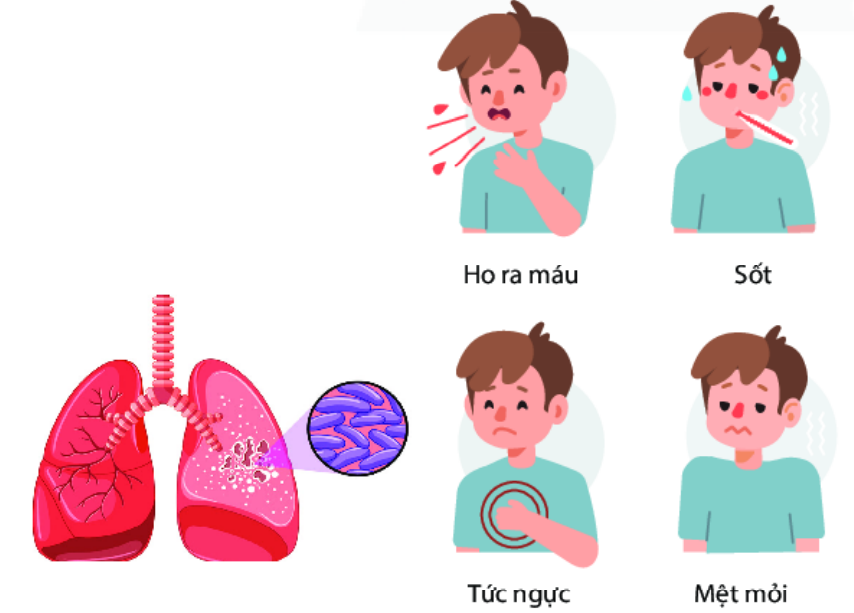 Ho ra máu
Sốt
Tức ngực
Mệt mỏi